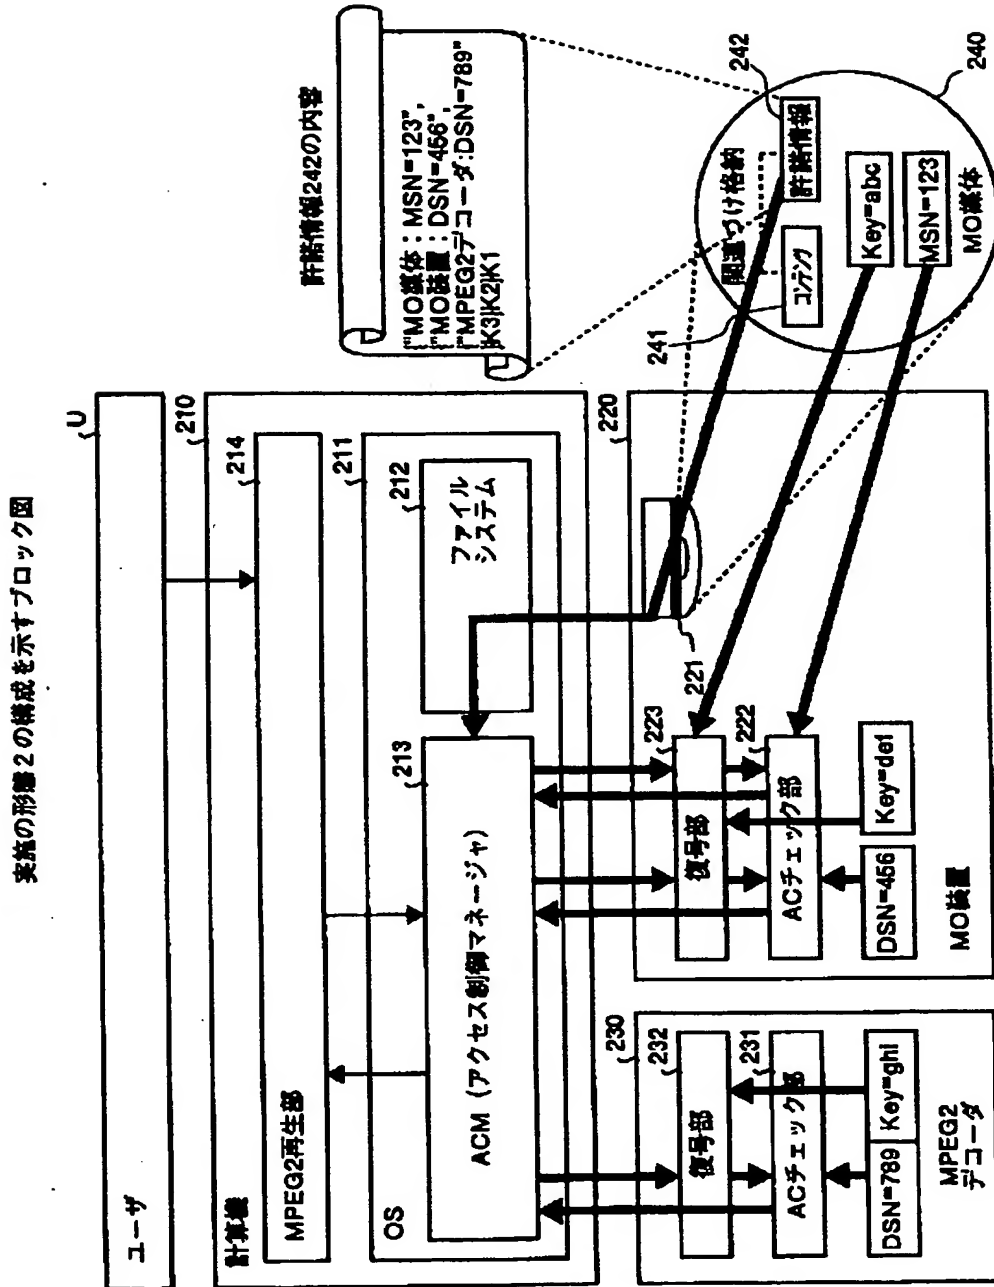 実施の形態2の構成を示すブロック図
ユーザ
U
計算機
210
MPEG2再生部
214
OS
211
ファイル
システム
212
ACM (アクセス制御マネージャ)
213
許諾情報242の内容
{"MO媒体:MSN=123",
{"MO装置:DSN=456",
{"MPEG2デコーダ:DSN=789"
}K3}K2}K1
230
復号部
232
ACチェック部
231
DSN=789
Key=ghi
MPEG2
デコーダ
220
221
復号部
223
ACチェック部
222
DSN=456
Key=def
MO装置
関連づけ格納
コンテンツ
241
許諾情報
242
Key=abc
MSN=123
MO媒体
240